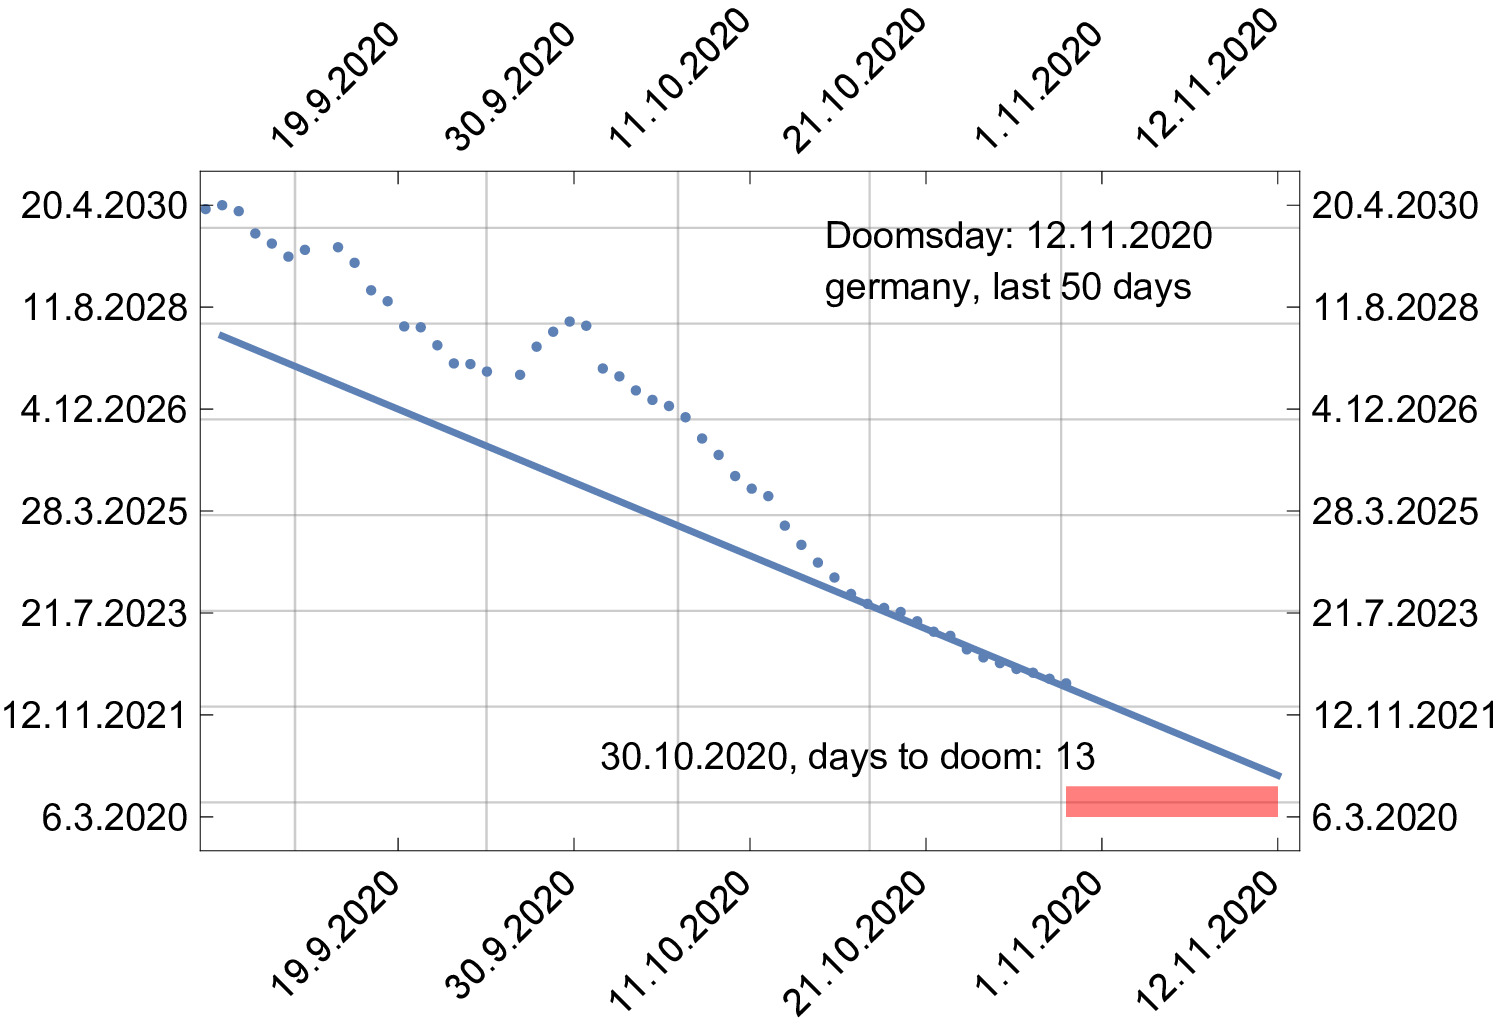 19.9.2020 30.9.2020 11.10.2020 21.10.2020 1.11.2020 12.11.2020
20.4.2030 20.4.2030
Doomsday: 12.11.2020
germany, last 50 days
11.8.2028 11.8.2028
4.12.2026 4.12.2026
28.3.2025 28.3.2025
21.7.2023 21.7.2023
12.11.2021 12.11.2021
30.10.2020, days to doom: 13
6.3.2020 6.3.2020
19.9.2020 30.9.2020 11.10.2020 21.10.2020 1.11.2020 12.11.2020